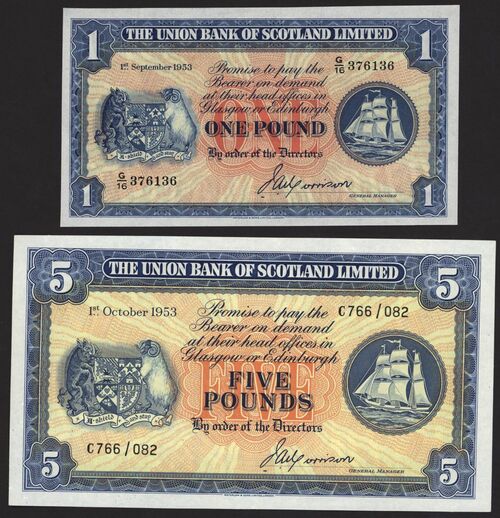 1 THE UNION BANK OF SCOTLAND LIMITED 1
1st September 1953
Promise to pay the
G/16 376136
Bearer on demand
at their head offices in
Glasgow or Edinburgh
ONE
ONE POUND
By order of the Directors
G/16 376136
GENERAL MANAGER
1 1
5 THE UNION BANK OF SCOTLAND LIMITED 5
1st October 1953
Promise to pay the
C766/082
Bearer on demand
at their head offices in
Glasgow or Edinburgh
FIVE
FIVE
POUNDS
By order of the Directors
C766/082
GENERAL MANAGER
5 5